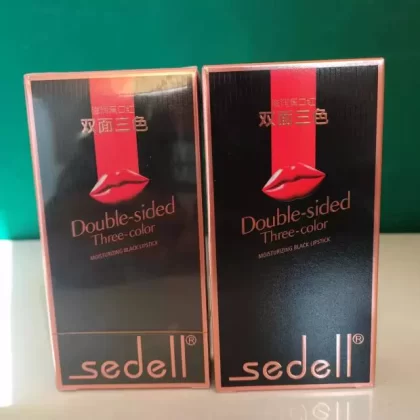 双面三色
Double-sided
Three-color
MOISTURIZING BLACK LIPSTICK
sedell®
双面三色
Double-sided
Three-color
MOISTURIZING BLACK LIPSTICK
sedell®